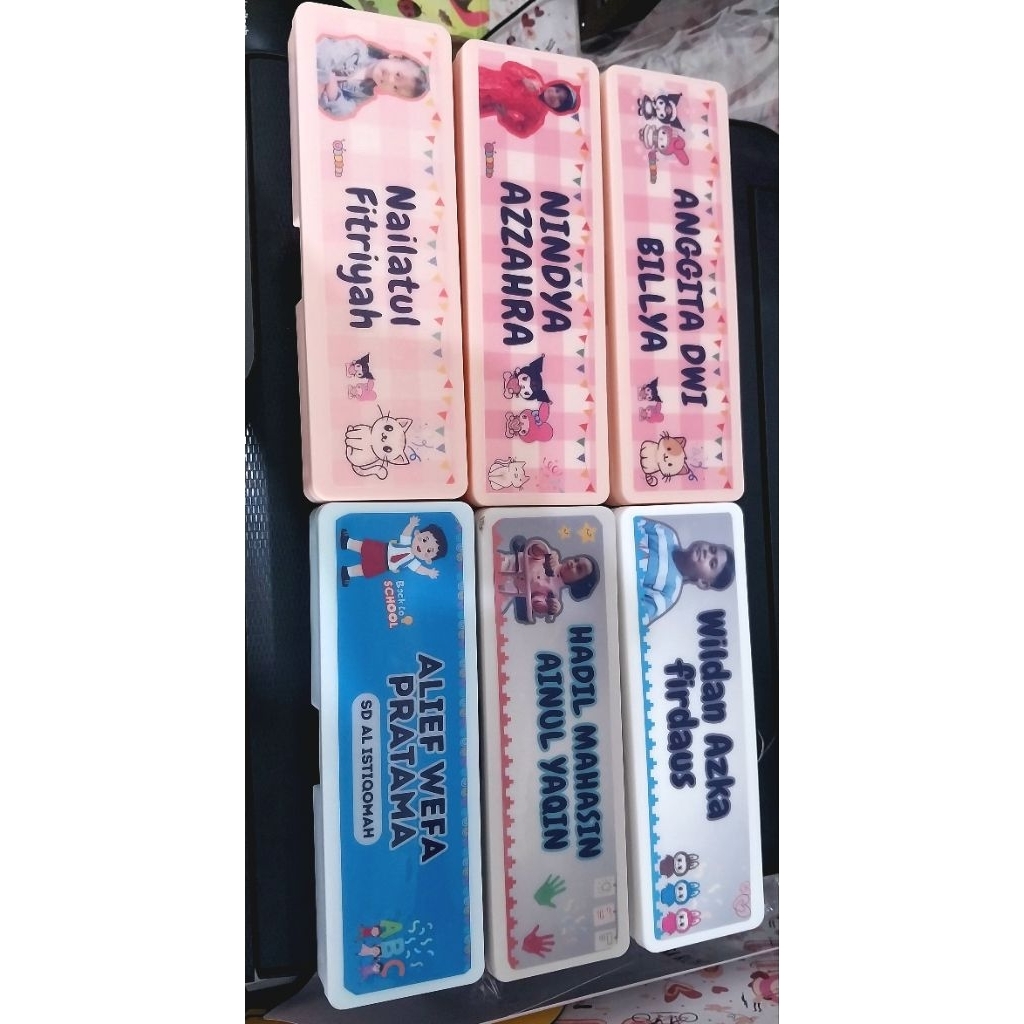 Nailatul
Fitriyah
NINDYA
AZZAHRA
ANGGITA DWI
BILLYA
Back to
SCHOOL
ALIEF WEFA
PRATAMA
SD AL ISTIQOMAH
ABC
HADIL MAHASIN
AINUL YAQIN
Wildan Azka
firdaus